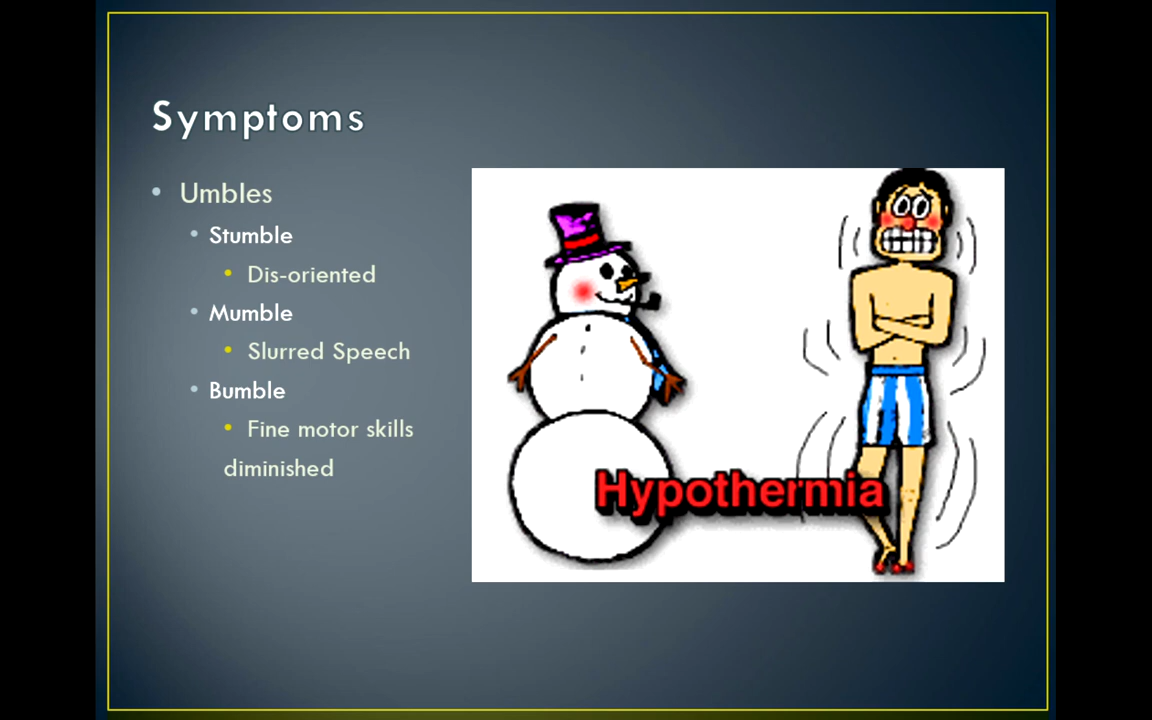 Symptoms
• Umbles
• Stumble
• Dis-oriented
• Mumble
• Slurred Speech
• Bumble
• Fine motor skills
diminished
Hypothermia